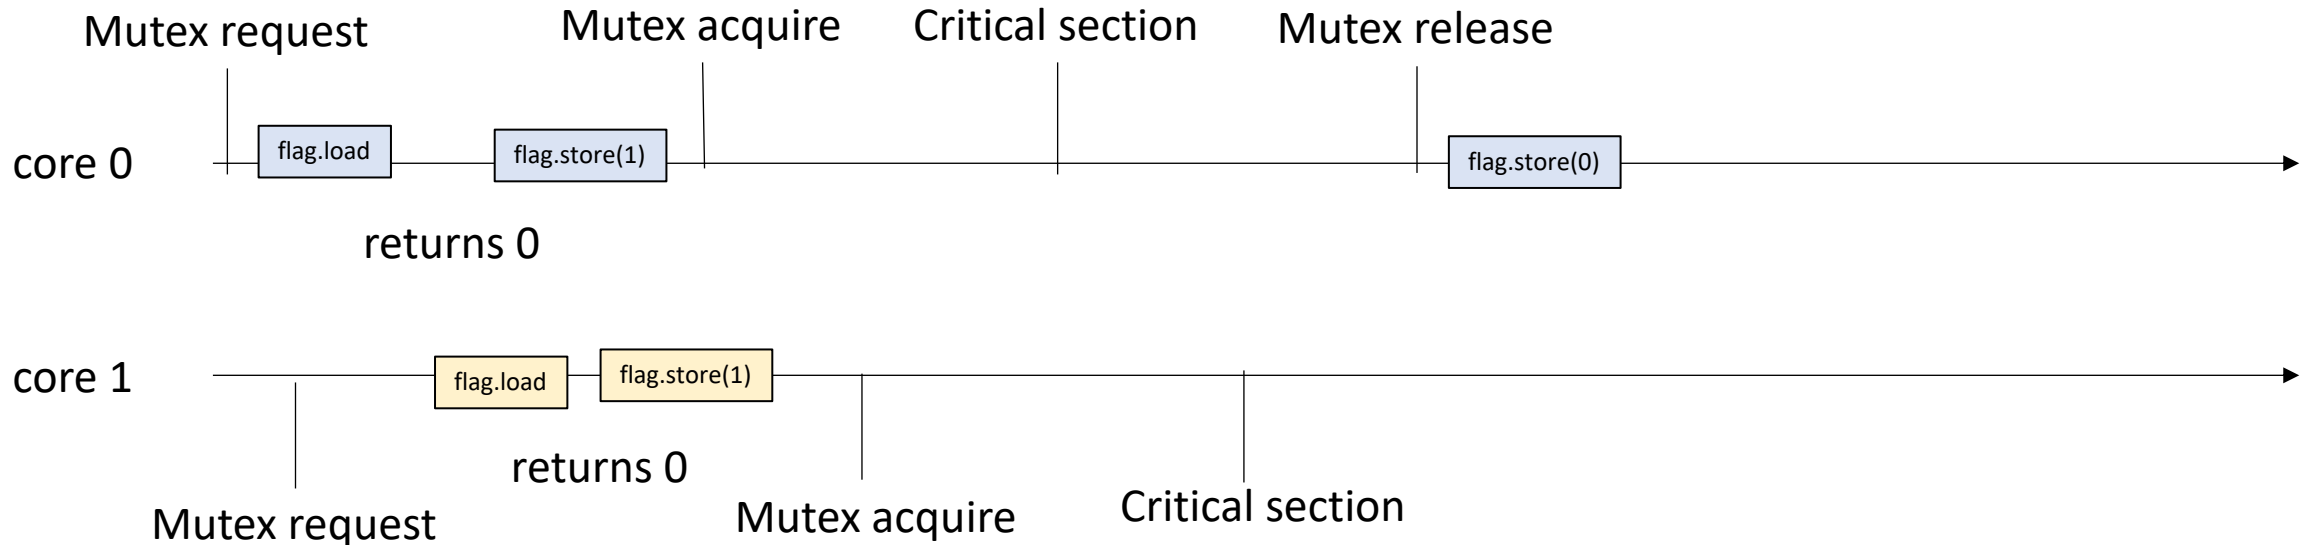 Mutex request
Mutex acquire
Critical section
Mutex release
core 0
flag.load
flag.store(1)
flag.store(0)
returns 0
core 1
flag.load
flag.store(1)
returns 0
Mutex request
Mutex acquire
Critical section